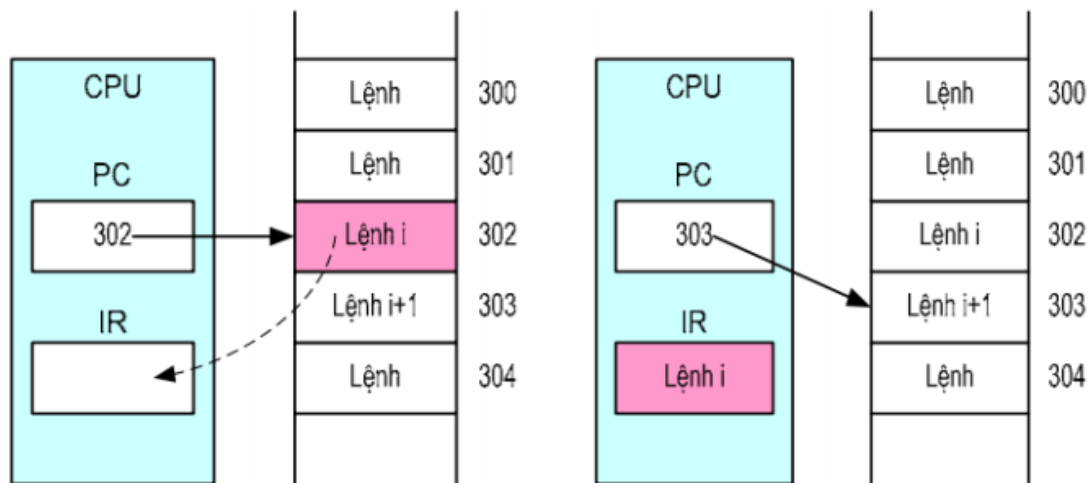 CPU
PC
302
IR
Lệnh 300
Lệnh 301
Lệnh i 302
Lệnh i+1 303
Lệnh 304
CPU
PC
303
IR
Lệnh i
Lệnh 300
Lệnh 301
Lệnh i 302
Lệnh i+1 303
Lệnh 304